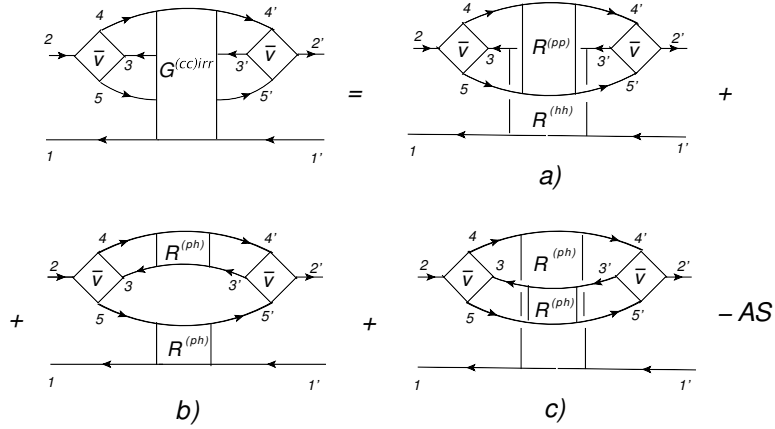 4 4'
2 v̄ 3 G^(cc)irr 3' v̄ 2'
5 5'
1 1'
=
4 4'
2 v̄ 3 R^(pp) 3' v̄ 2'
5 5'
R^(hh)
1 1'
a)
+
+
4 R^(ph) 4'
2 v̄ 3 3' v̄ 2'
5 5'
R^(ph)
1 1'
b)
+
4 4'
2 v̄ 3 R^(ph) 3' v̄ 2'
5 R^(ph) 5'
1 1'
c)
– AS